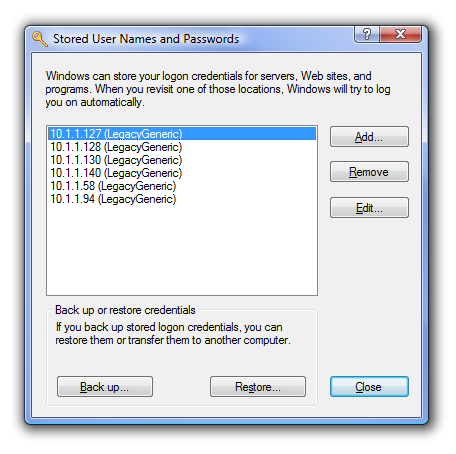 Stored User Names and Passwords
?
Windows can store your logon credentials for servers, Web sites, and
programs. When you revisit one of those locations, Windows will try to log
you on automatically.
10.1.1.127 (LegacyGeneric)
10.1.1.128 (LegacyGeneric)
10.1.1.130 (LegacyGeneric)
10.1.1.140 (LegacyGeneric)
10.1.1.58 (LegacyGeneric)
10.1.1.94 (LegacyGeneric)
Add...
Remove
Edit...
Back up or restore credentials
If you back up stored logon credentials, you can
restore them or transfer them to another computer.
Back up...
Restore...
Close